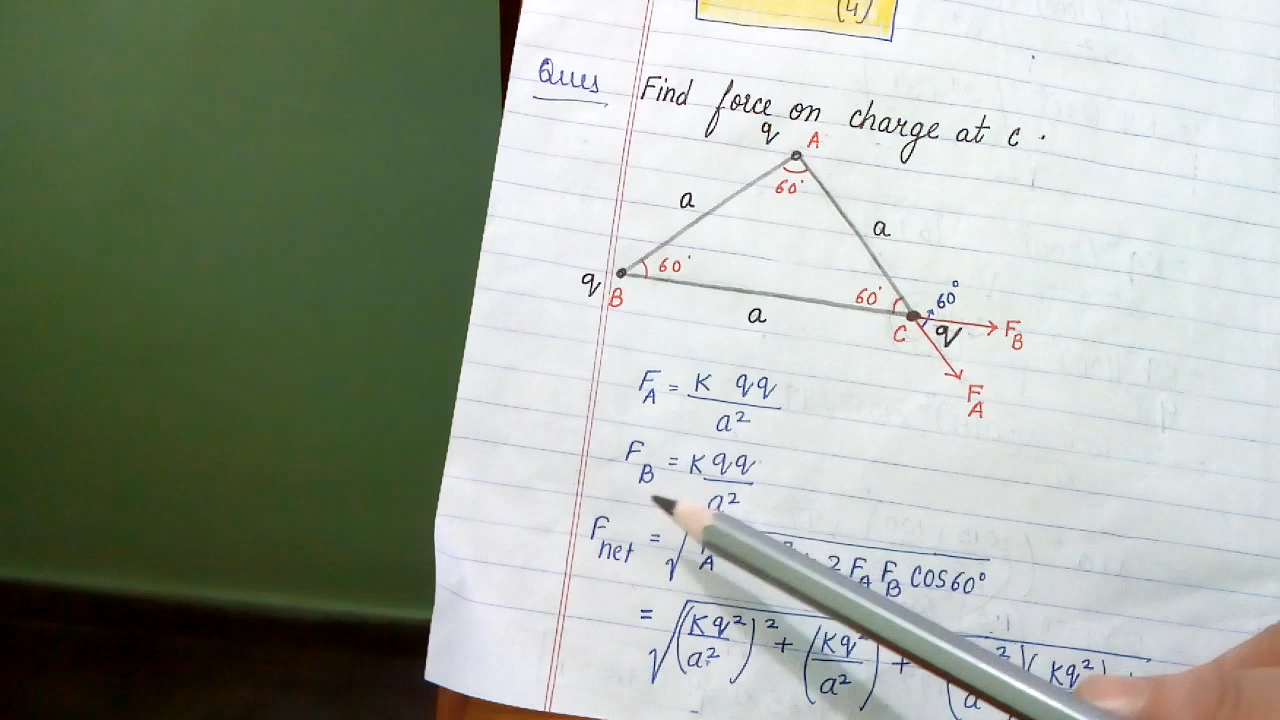 (4)
Ques Find force on charge at c.
q A
60°
a a
q B 60° 60° 60°
a C q F_B
F_A
F_A = K qq / a²
F_B = K qq / a²
F_net = √ A 2 F_A F_B COS60°
= √ (Kq²/a²)² + (Kq²/a²) + Kq²